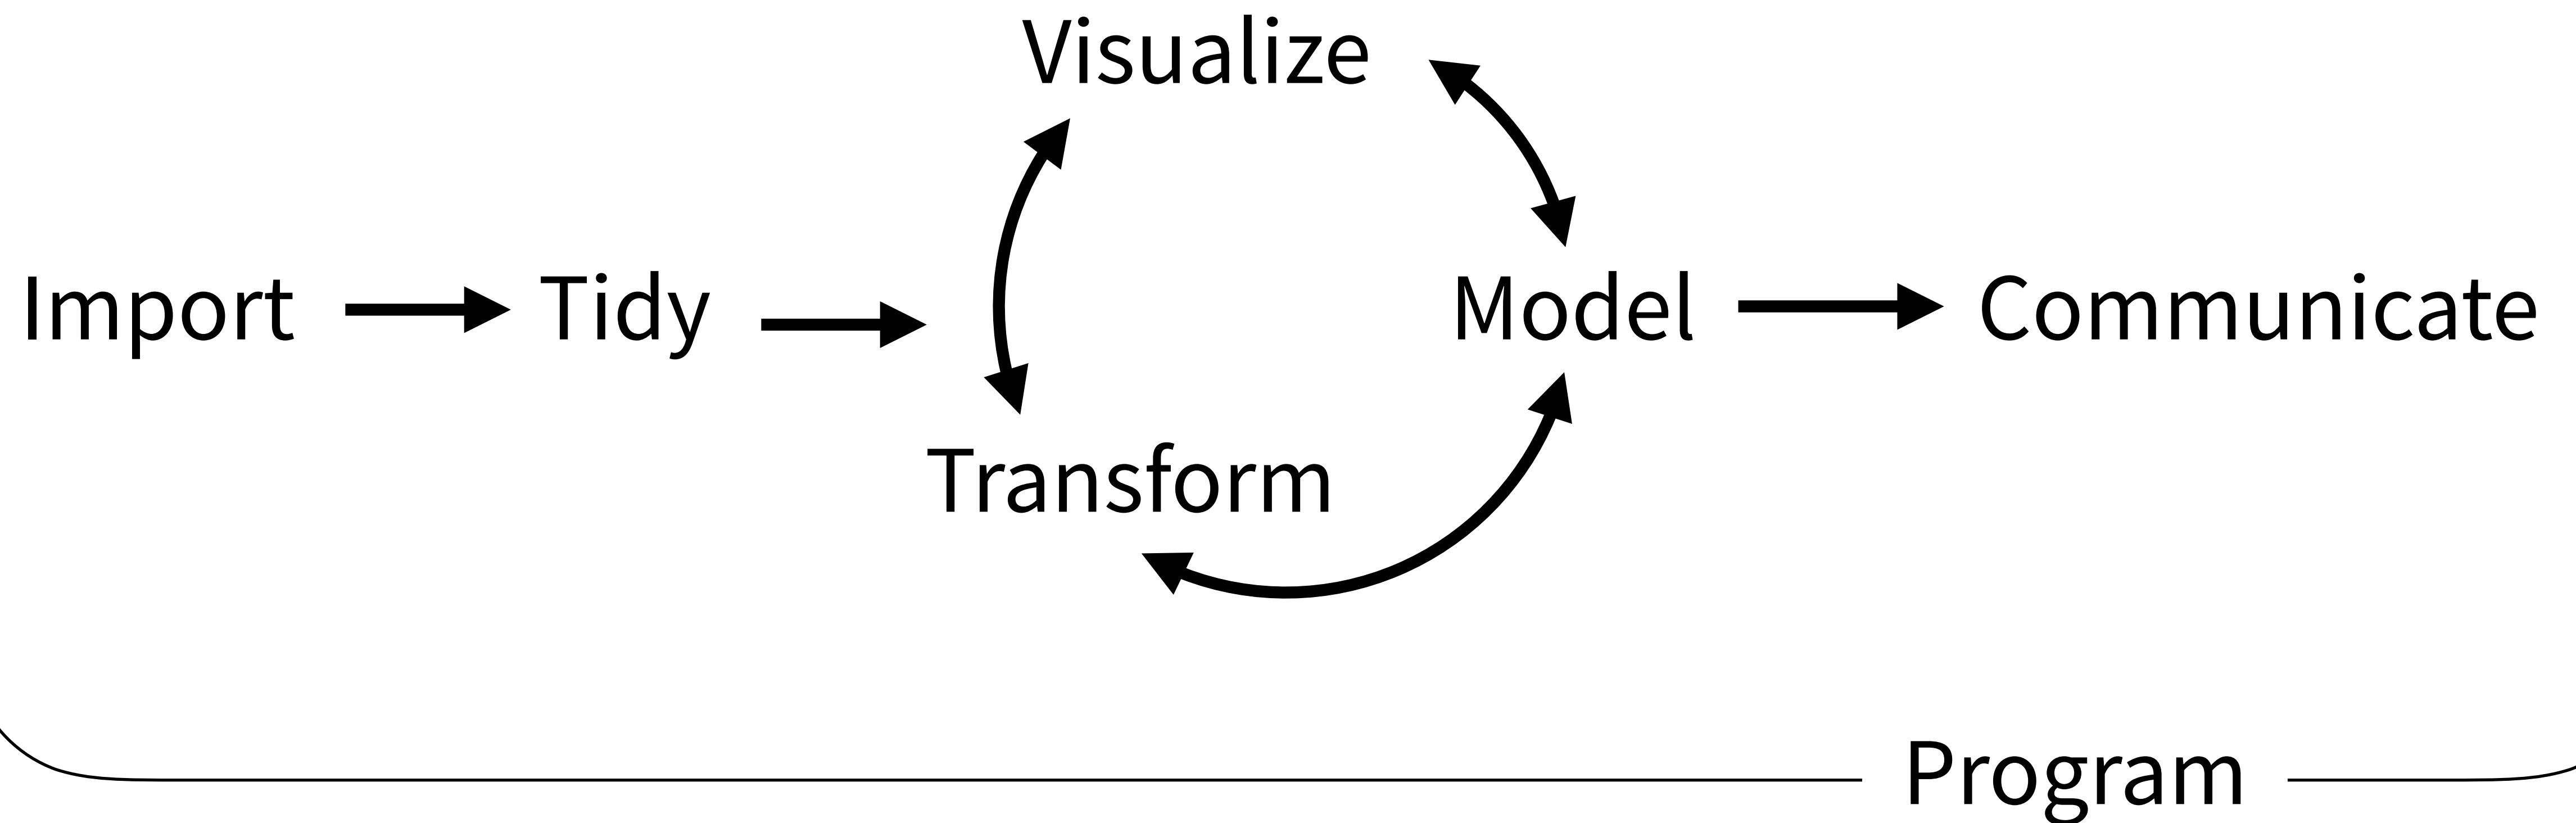 Visualize
Import
Tidy
Model
Communicate
Transform
Program